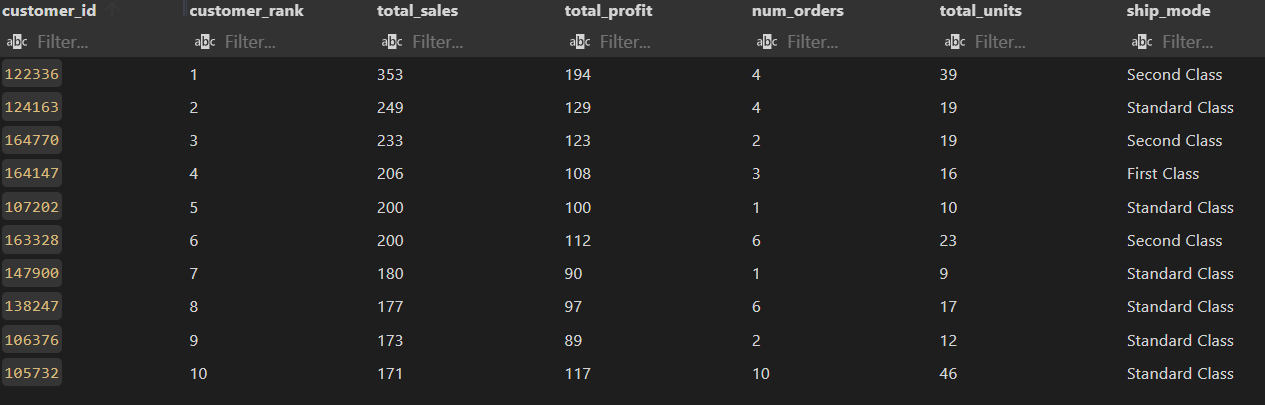 customer_id customer_rank total_sales total_profit num_orders total_units ship_mode
abc Filter... abc Filter... abc Filter... abc Filter... abc Filter... abc Filter... abc Filter...
122336 1 353 194 4 39 Second Class
124163 2 249 129 4 19 Standard Class
164770 3 233 123 2 19 Second Class
164147 4 206 108 3 16 First Class
107202 5 200 100 1 10 Standard Class
163328 6 200 112 6 23 Second Class
147900 7 180 90 1 9 Standard Class
138247 8 177 97 6 17 Standard Class
106376 9 173 89 2 12 Standard Class
105732 10 171 117 10 46 Standard Class